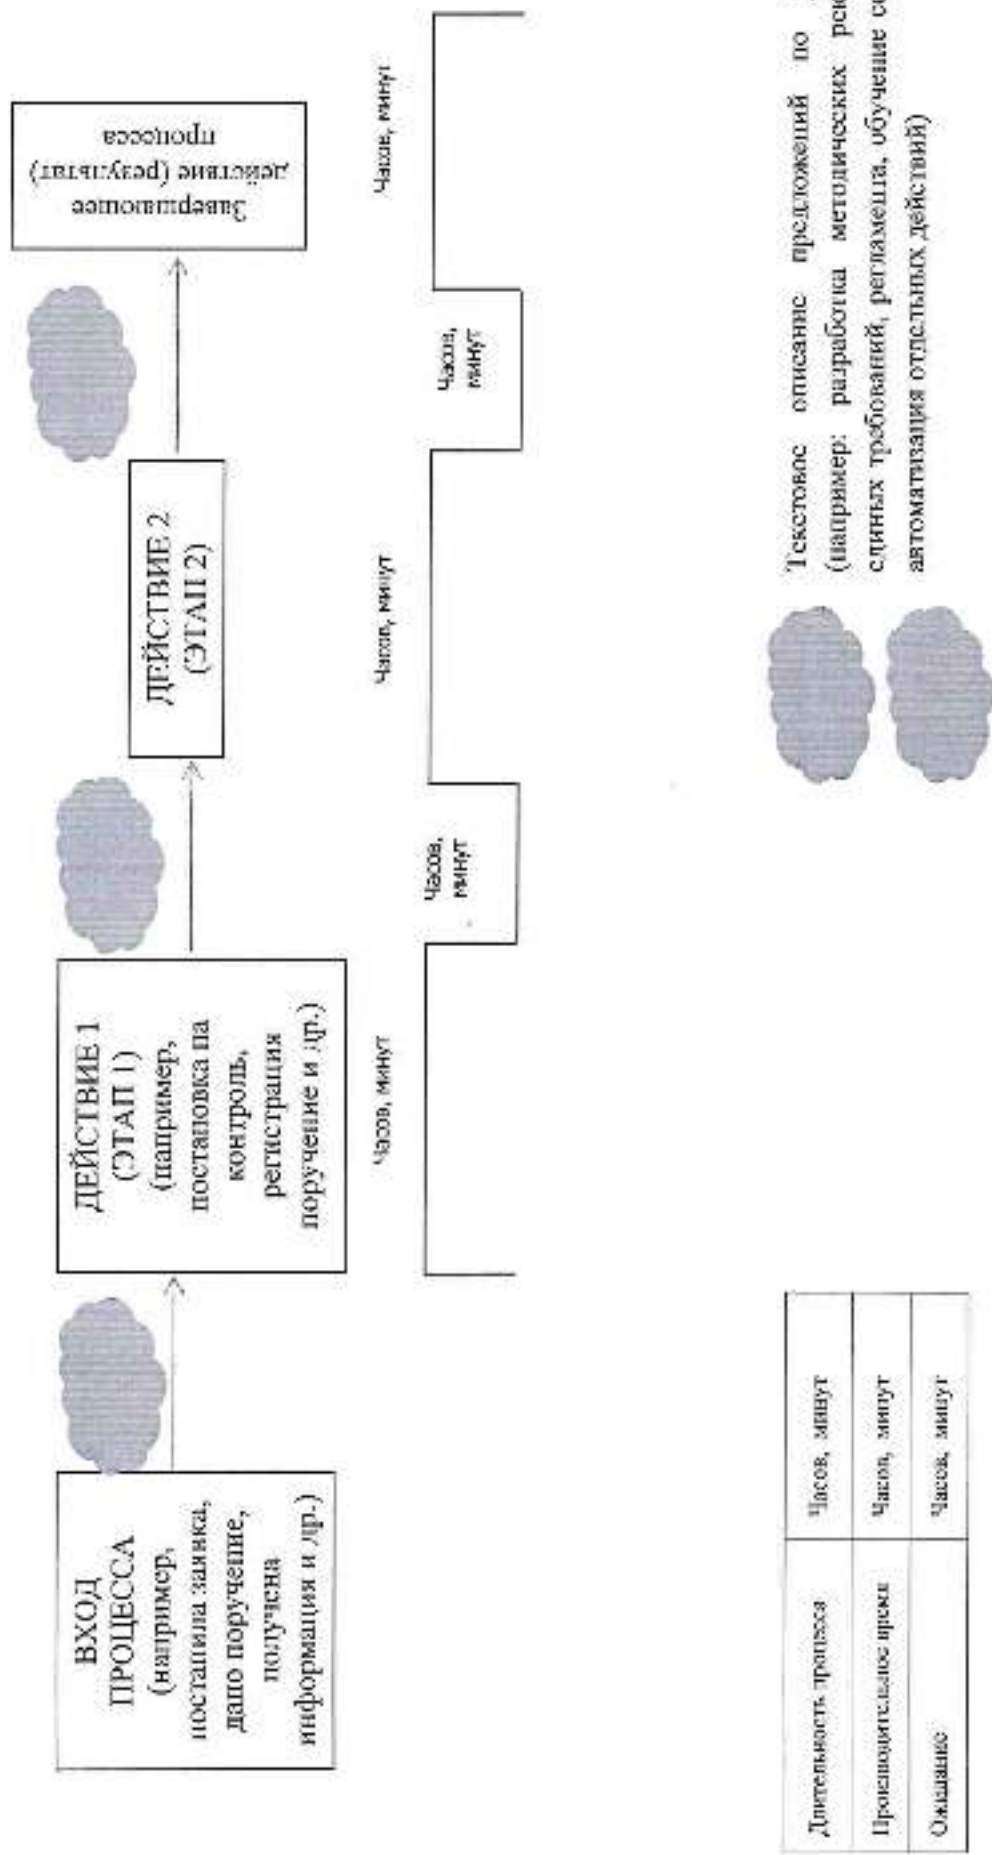 ВХОД
ПРОЦЕССА
(например,
поступила заявка,
дано поручение,
получена
информация и др.)
ДЕЙСТВИЕ 1
(ЭТАП 1)
(например,
постановка на
контроль,
регистрация
поручение и др.)
ДЕЙСТВИЕ 2
(ЭТАП 2)
Завершающее
действие (результат)
процесса
Часов, минут
Часов,
минут
Часов, минут
Часов,
минут
Часов, минут
Длительность процесса Часов, минут
Производительное время Часов, минут
Ожидание Часов, минут
Текстовое описание предложений по
(например: разработка методических
единых требований, регламента, обучение
автоматизация отдельных действий)